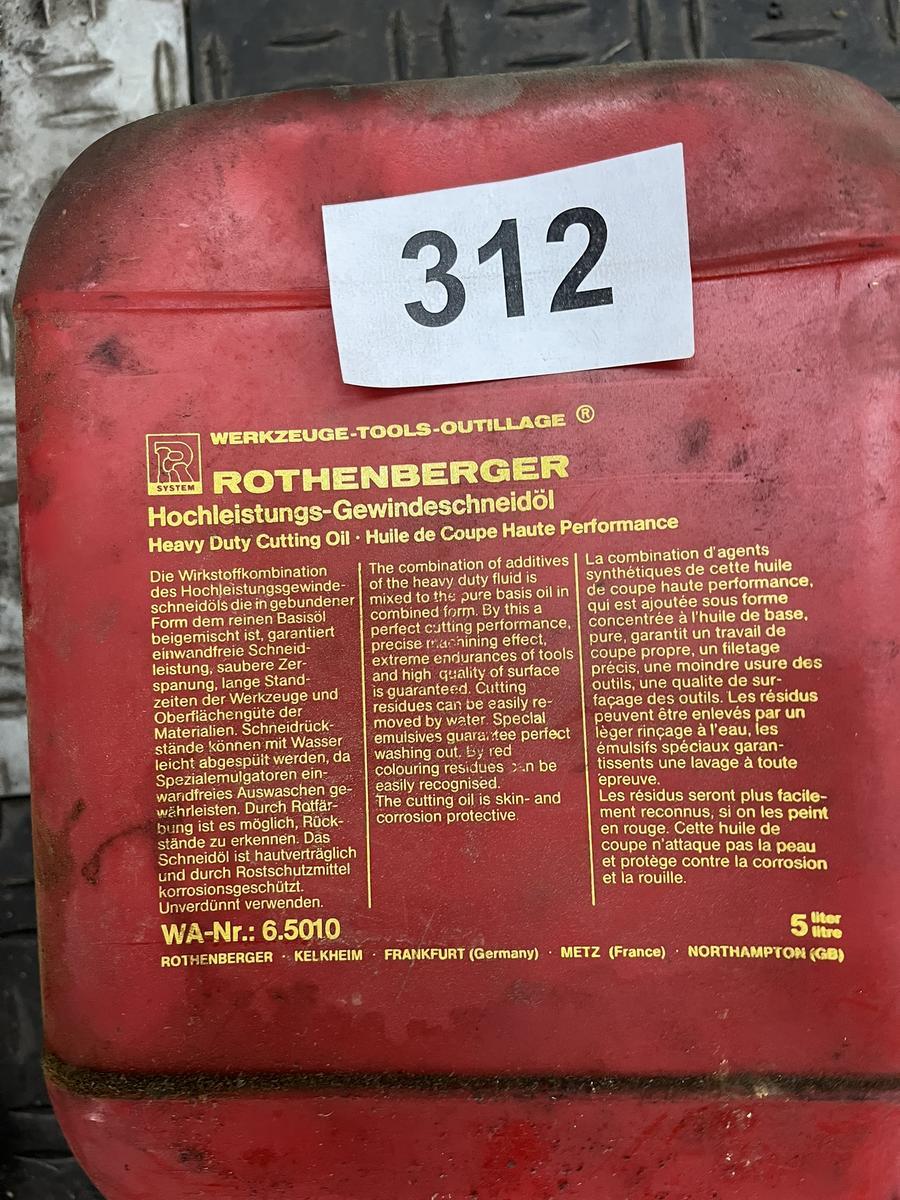 312
WERKZEUGE-TOOLS-OUTILLAGE ®
R
SYSTEM
ROTHENBERGER
Hochleistungs-Gewindeschneidöl
Heavy Duty Cutting Oil · Huile de Coupe Haute Performance
Die Wirkstoffkombination
des Hochleistungsgewinde-
schneidöls die in gebundener
Form dem reinen Basisöl
beigemischt ist, garantiert
einwandfreie Schneid-
leistung, saubere Zer-
spanung, lange Stand-
zeiten der Werkzeuge und
Oberflächengüte der
Materialien. Schneidrück-
stände können mit Wasser
leicht abgespült werden, da
Spezialemulgatoren ein-
wandfreies Auswaschen ge-
währleisten. Durch Rotfär-
bung ist es möglich, Rück-
stände zu erkennen. Das
Schneidöl ist hautverträglich
und durch Rostschutzmittel
korrosionsgeschützt.
Unverdünnt verwenden.
The combination of additives
of the heavy duty fluid is
mixed to the pure basis oil in
combined form. By this a
perfect cutting performance,
precise machining effect,
extreme endurances of tools
and high quality of surface
is guaranteed. Cutting
residues can be easily re-
moved by water. Special
emulsives guarantee perfect
washing out. By red
colouring residues can be
easily recognised.
The cutting oil is skin- and
corrosion protective
La combination d'agents
synthétiques de cette huile
de coupe haute performance,
qui est ajoutée sous forme
concentrée à l'huile de base,
pure, garantit un travail de
coupe propre, un filetage
précis, une moindre usure des
outils, une qualite de sur-
façage des outils. Les résidus
peuvent être enlevés par un
lèger rinçage à l'eau, les
émulsifs spéciaux garan-
tissents une lavage à toute
épreuve.
Les résidus seront plus facile-
ment reconnus, si on les peint
en rouge. Cette huile de
coupe n'attaque pas la peau
et protège contre la corrosion
et la rouille.
WA-Nr.: 6.5010
5 liter
litre
ROTHENBERGER · KELKHEIM · FRANKFURT (Germany) · METZ (France) · NORTHAMPTON (GB)